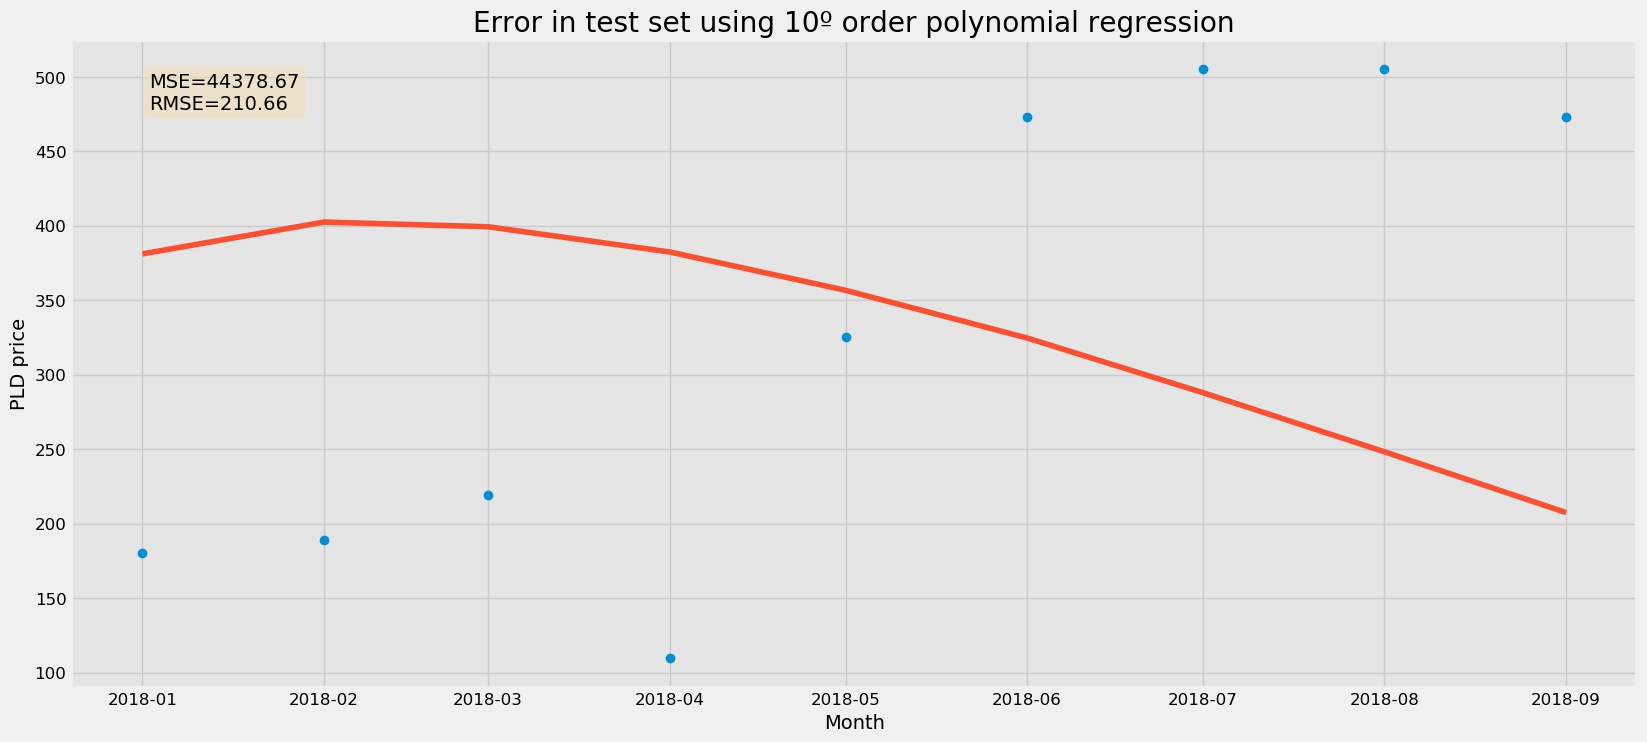 Error in test set using 10º order polynomial regression
MSE=44378.67
RMSE=210.66
500
450
400
350
300
250
200
150
100
PLD price
2018-01 2018-02 2018-03 2018-04 2018-05 2018-06 2018-07 2018-08 2018-09
Month